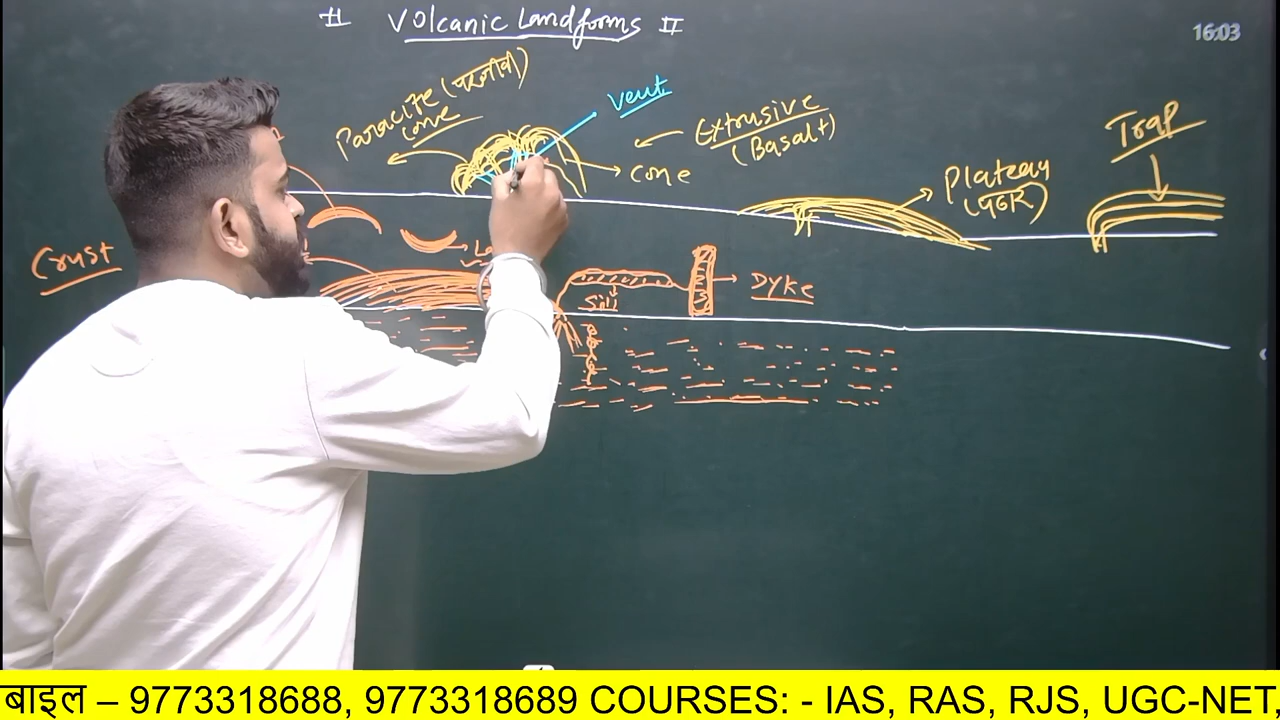 Volcanic Landforms
16:03
Paracite (परजीवी)
cone
Vent
Extrusive
(Basalt)
cone
Trap
Plateau
(पठार)
Crust
Sill
Dyke
बाइल – 9773318688, 9773318689 COURSES: - IAS, RAS, RJS, UGC-NET,